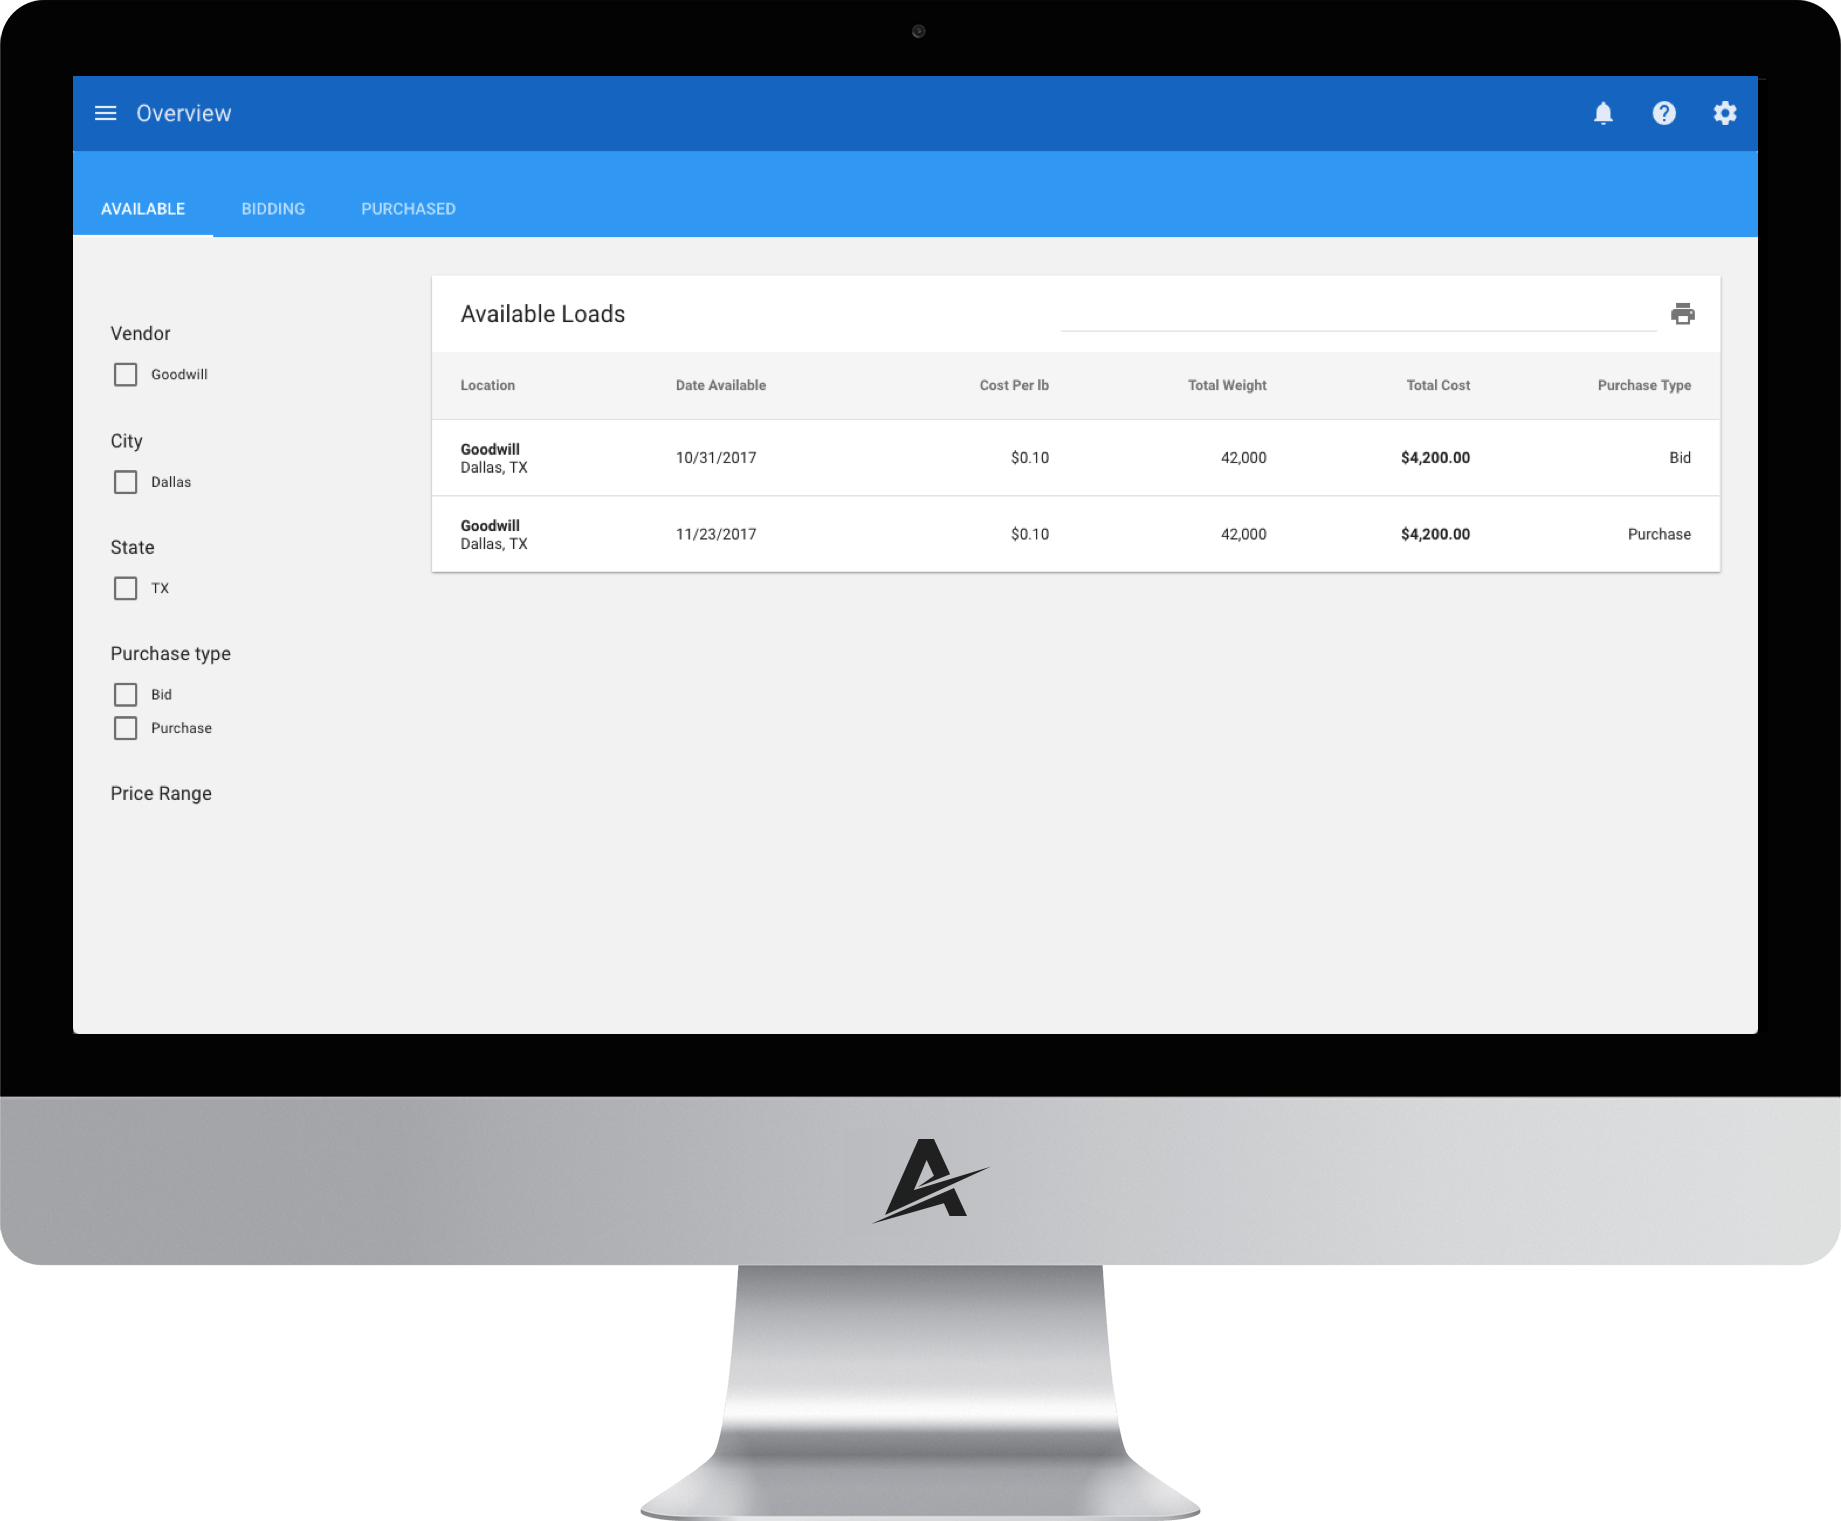 Overview
AVAILABLE BIDDING PURCHASED
Vendor
Goodwill
City
Dallas
State
TX
Purchase type
Bid
Purchase
Price Range
Available Loads
Location Date Available Cost Per lb Total Weight Total Cost Purchase Type
Goodwill
Dallas, TX 10/31/2017 $0.10 42,000 $4,200.00 Bid
Goodwill
Dallas, TX 11/23/2017 $0.10 42,000 $4,200.00 Purchase